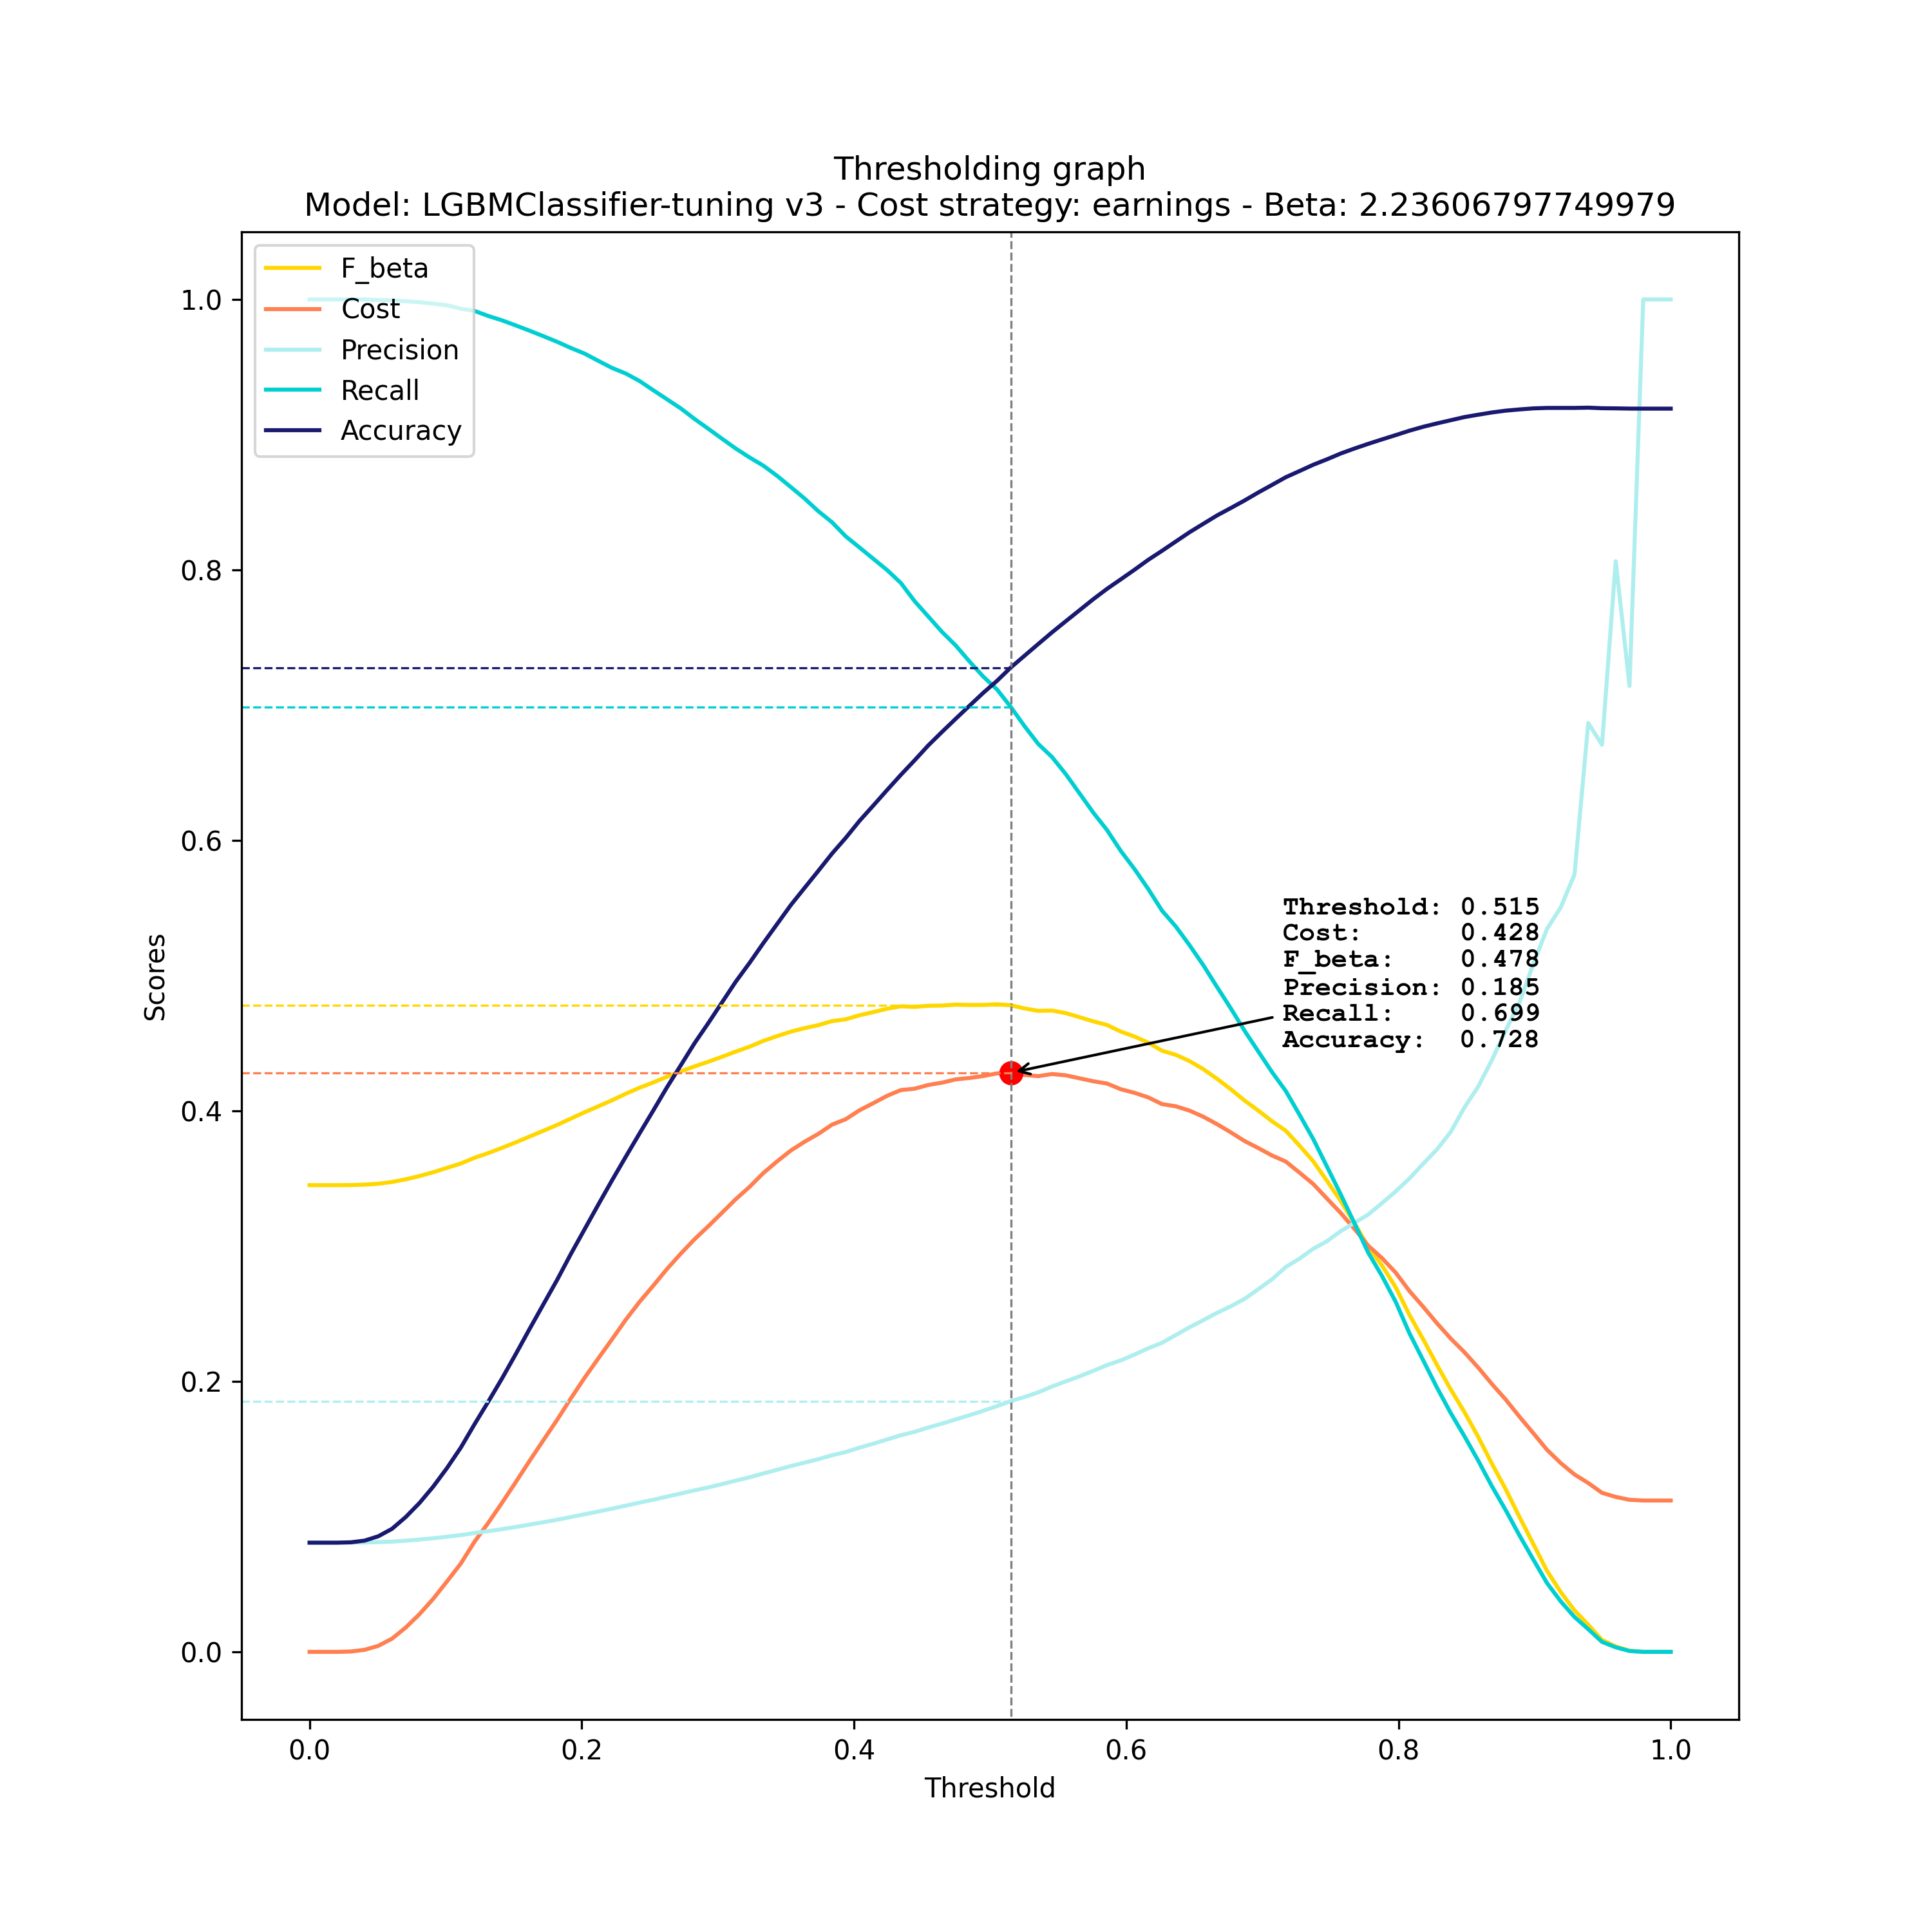 Thresholding graph
Model: LGBMClassifier-tuning v3 - Cost strategy: earnings - Beta: 2.23606797749979
F_beta
Cost
Precision
Recall
Accuracy
1.0
0.8
0.6
0.4
0.2
0.0
Scores
Threshold: 0.515
Cost: 0.428
F_beta: 0.478
Precision: 0.185
Recall: 0.699
Accuracy: 0.728
0.0 0.2 0.4 0.6 0.8 1.0
Threshold